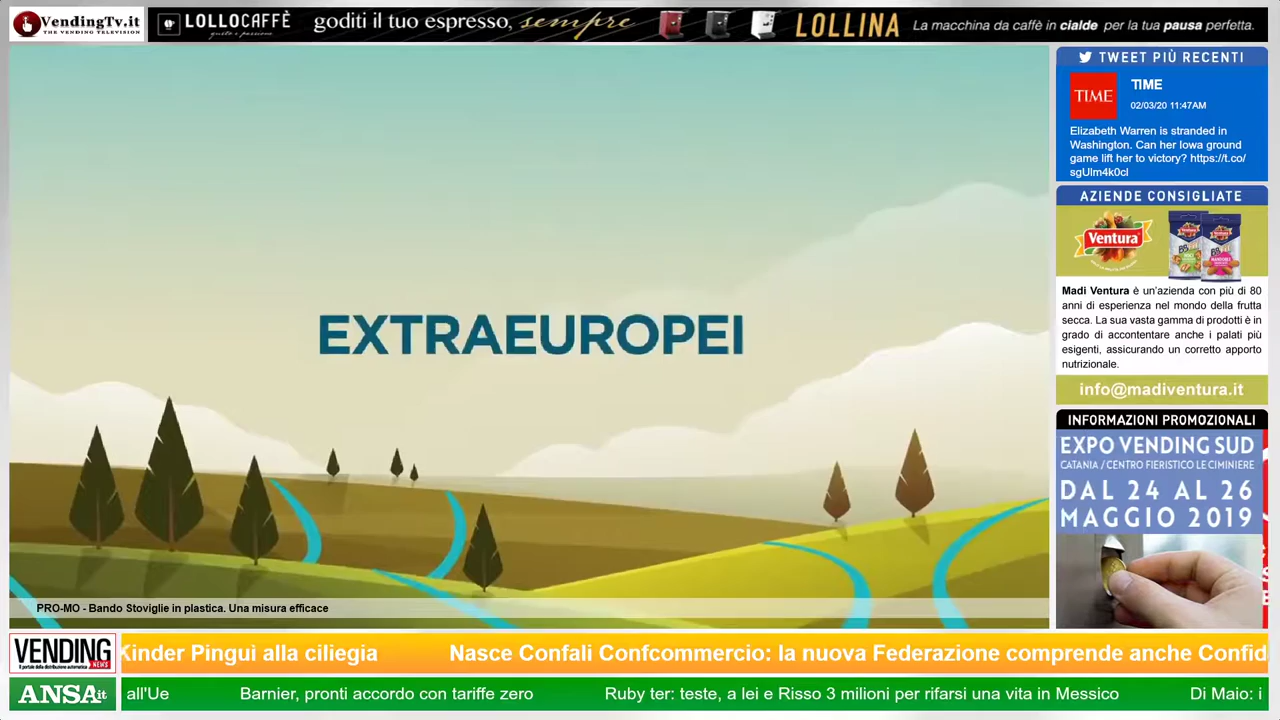 VendingTv.it
THE VENDING TELEVISION
LOLLOCAFFÈ
gusto e passione
goditi il tuo espresso, sempre
LOLLINA
La macchina da caffè in cialde per la tua pausa perfetta.
EXTRAEUROPEI
PRO-MO - Bando Stoviglie in plastica. Una misura efficace
TWEET PIÙ RECENTI
TIME
TIME
02/03/20 11:47AM
Elizabeth Warren is stranded in
Washington. Can her Iowa ground
game lift her to victory? https://t.co/
sgUlm4k0cl
AZIENDE CONSIGLIATE
Ventura
Madi Ventura è un'azienda con più di 80
anni di esperienza nel mondo della frutta
secca. La sua vasta gamma di prodotti è in
grado di accontentare anche i palati più
esigenti, assicurando un corretto apporto
nutrizionale.
info@madiventura.it
INFORMAZIONI PROMOZIONALI
EXPO VENDING SUD
CATANIA / CENTRO FIERISTICO LE CIMINIERE
DAL 24 AL 26
MAGGIO 2019
VENDING
NEWS
Il portale della distribuzione automatica
Kinder Pinguì alla ciliegia Nasce Confali Confcommercio: la nuova Federazione comprende anche Confid
ANSA.it
all'Ue Barnier, pronti accordo con tariffe zero Ruby ter: teste, a lei e Risso 3 milioni per rifarsi una vita in Messico Di Maio: i